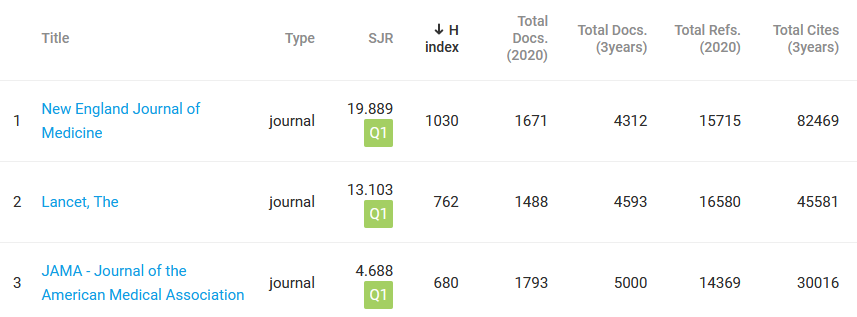 Title Type SJR ↓ H index Total Docs. (2020) Total Docs. (3years) Total Refs. (2020) Total Cites (3years)
1 New England Journal of Medicine journal 19.889 Q1 1030 1671 4312 15715 82469
2 Lancet, The journal 13.103 Q1 762 1488 4593 16580 45581
3 JAMA - Journal of the American Medical Association journal 4.688 Q1 680 1793 5000 14369 30016